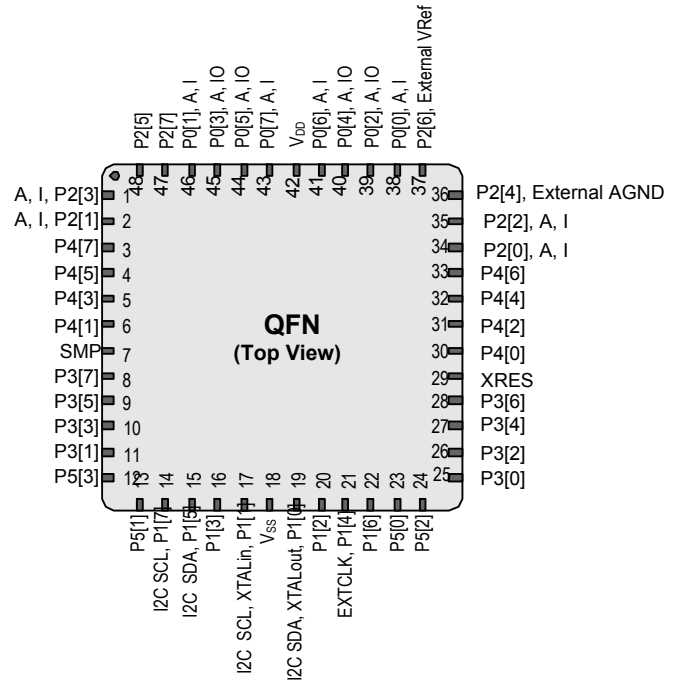 P2[5]
P2[7]
P0[1], A, I
P0[3], A, IO
P0[5], A, IO
P0[7], A, I
VDD
P0[6], A, I
P0[4], A, IO
P0[2], A, IO
P0[0], A, I
P2[6], External VRef
48
47
46
45
44
43
42
41
40
39
38
37
A, I, P2[3] 1
A, I, P2[1] 2
P4[7] 3
P4[5] 4
P4[3] 5
P4[1] 6
SMP 7
P3[7] 8
P3[5] 9
P3[3] 10
P3[1] 11
P5[3] 12
QFN
(Top View)
36 P2[4], External AGND
35 P2[2], A, I
34 P2[0], A, I
33 P4[6]
32 P4[4]
31 P4[2]
30 P4[0]
29 XRES
28 P3[6]
27 P3[4]
26 P3[2]
25 P3[0]
13
14
15
16
17
18
19
20
21
22
23
24
P5[1]
I2C SCL, P1[7]
I2C SDA, P1[5]
P1[3]
I2C SCL, XTALin, P1[1]
Vss
I2C SDA, XTALout, P1[0]
P1[2]
EXTCLK, P1[4]
P1[6]
P5[0]
P5[2]